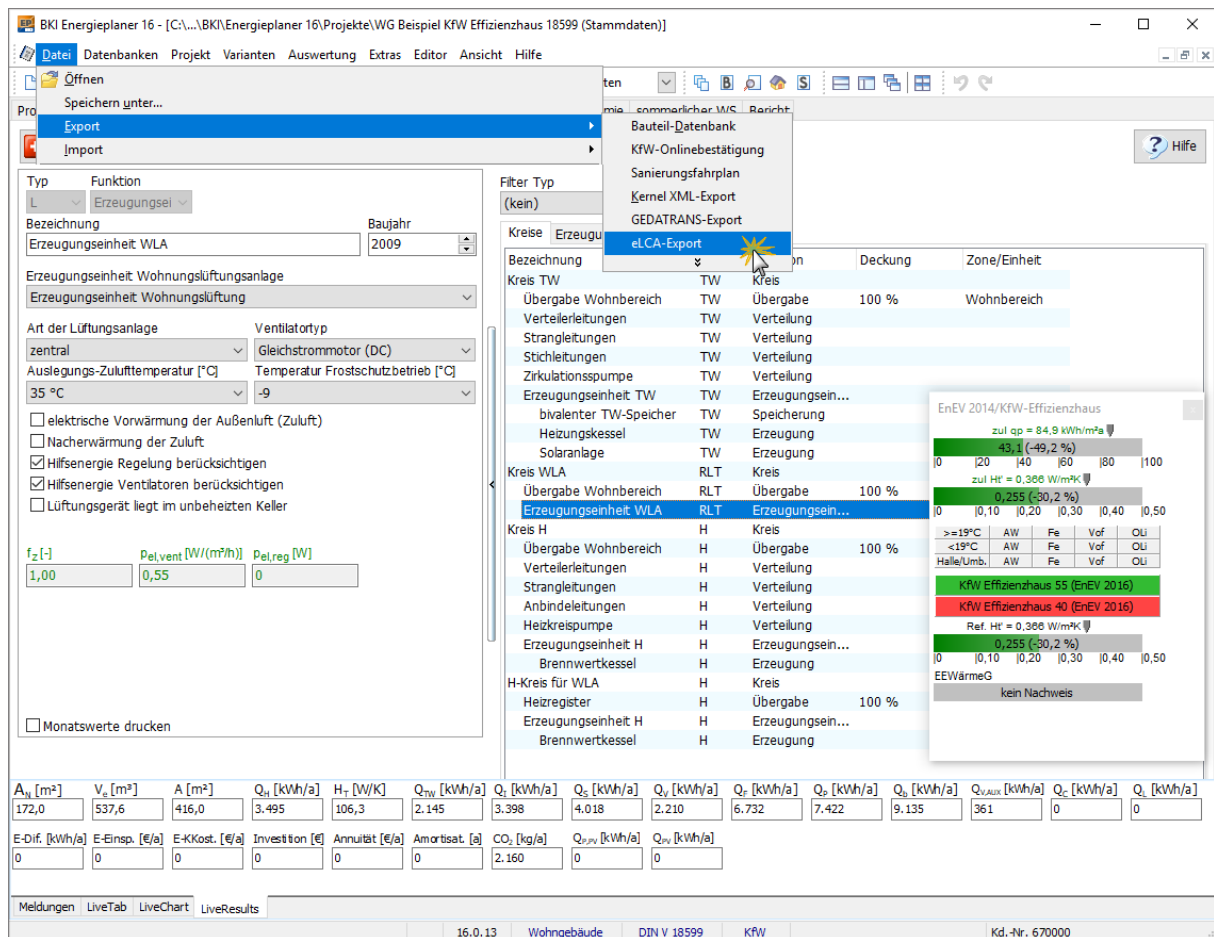 BKI Energieplaner 16 - [C:\...\BKI\Energieplaner 16\Projekte\WG Beispiel KfW Effizienzhaus 18599 (Stammdaten)]
Datei Datenbanken Projekt Varianten Auswertung Extras Editor Ansicht Hilfe
Öffnen
Speichern unter...
Export
Import
ten
B
S
Pro
mie sommerlicher WS Bericht
Bauteil-Datenbank
KfW-Onlinebestätigung
Sanierungsfahrplan
Kernel XML-Export
GEDATRANS-Export
eLCA-Export
Hilfe
Typ Funktion
L Erzeugungsei
Bezeichnung Baujahr
Erzeugungseinheit WLA 2009
Erzeugungseinheit Wohnungslüftungsanlage
Erzeugungseinheit Wohnungslüftung
Art der Lüftungsanlage Ventilatortyp
zentral Gleichstrommotor (DC)
Auslegungs-Zulufttemperatur [°C] Temperatur Frostschutzbetrieb [°C]
35 °C -9
elektrische Vorwärmung der Außenluft (Zuluft)
Nacherwärmung der Zuluft
Hilfsenergie Regelung berücksichtigen
Hilfsenergie Ventilatoren berücksichtigen
Lüftungsgerät liegt im unbeheizten Keller
fz [-] Pel,vent [W/(m³/h)] Pel,reg [W]
1,00 0,55 0
Monatswerte drucken
Filter Typ
(kein)
Kreise Erzeugu
Bezeichnung on Deckung Zone/Einheit
Kreis TW TW Kreis
Übergabe Wohnbereich TW Übergabe 100 % Wohnbereich
Verteilerleitungen TW Verteilung
Strangleitungen TW Verteilung
Stichleitungen TW Verteilung
Zirkulationsspumpe TW Verteilung
Erzeugungseinheit TW TW Erzeugungsein...
bivalenter TW-Speicher TW Speicherung
Heizungskessel TW Erzeugung
Solaranlage TW Erzeugung
Kreis WLA RLT Kreis
Übergabe Wohnbereich RLT Übergabe 100 %
Erzeugungseinheit WLA RLT Erzeugungsein...
Kreis H H Kreis
Übergabe Wohnbereich H Übergabe 100 %
Verteilerleitungen H Verteilung
Strangleitungen H Verteilung
Anbindeleitungen H Verteilung
Heizkreispumpe H Verteilung
Erzeugungseinheit H H Erzeugungsein...
Brennwertkessel H Erzeugung
H-Kreis für WLA H Kreis
Heizregister H Übergabe 100 %
Erzeugungseinheit H H Erzeugungsein...
Brennwertkessel H Erzeugung
EnEV 2014/KfW-Effizienzhaus
zul qp = 84,9 kWh/m²a
43,1 (-49,2 %)
|0 |20 |40 |60 |80 |100
zul Ht' = 0,366 W/m²K
0,255 (-30,2 %)
|0 |0,10 |0,20 |0,30 |0,40 |0,50
>=19°C AW Fe Vof OLi
<19°C AW Fe Vof OLi
Halle/Umb. AW Fe Vof OLi
KfW Effizienzhaus 55 (EnEV 2016)
KfW Effizienzhaus 40 (EnEV 2016)
Ref. Ht' = 0,366 W/m²K
0,255 (-30,2 %)
|0 |0,10 |0,20 |0,30 |0,40 |0,50
EEWärmeG
kein Nachweis
AN [m²] Ve [m³] A [m²] QH [kWh/a] HT [W/K] QTW [kWh/a] QI [kWh/a] QS [kWh/a] QV [kWh/a] QF [kWh/a] QP [kWh/a] Qb [kWh/a] QV,AUX [kWh/a] QC [kWh/a] QL [kWh/a]
172,0 537,6 416,0 3.495 106,3 2.145 3.398 4.018 2.210 6.732 7.422 9.135 361 0 0
E-Dif. [kWh/a] E-Einsp. [€/a] E-KKost. [€/a] Investition [€] Annuität [€/a] Amortisat. [a] CO₂ [kg/a] QP,PV [kWh/a] QPV [kWh/a]
0 0 0 0 0 0 2.160 0 0
Meldungen LiveTab LiveChart LiveResults
16.0.13 Wohngebäude DIN V 18599 KfW Kd.-Nr. 670000